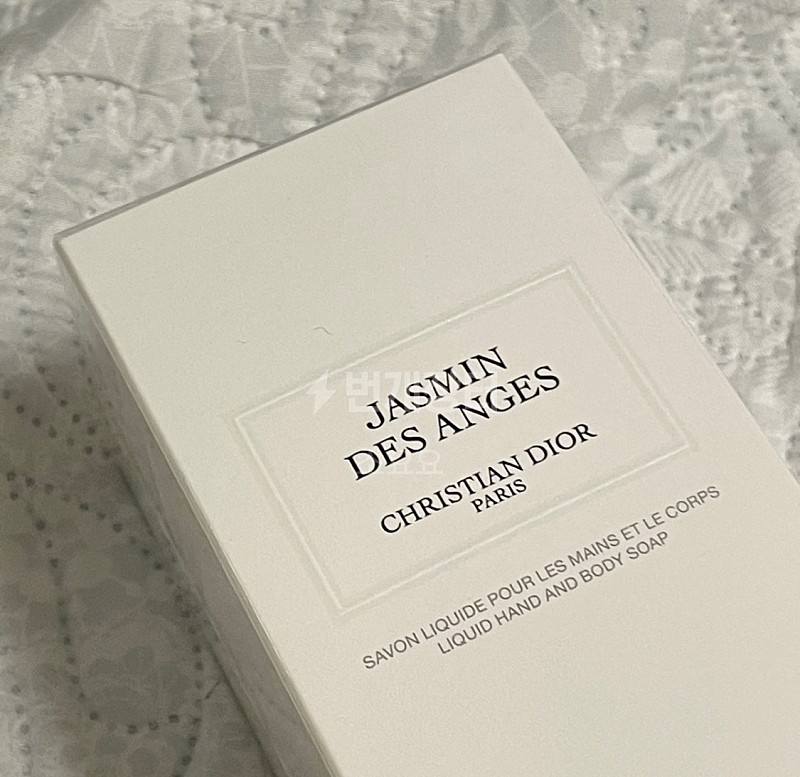 JASMIN
DES ANGES
CHRISTIAN DIOR
PARIS
SAVON LIQUIDE POUR LES MAINS ET LE CORPS
LIQUID HAND AND BODY SOAP